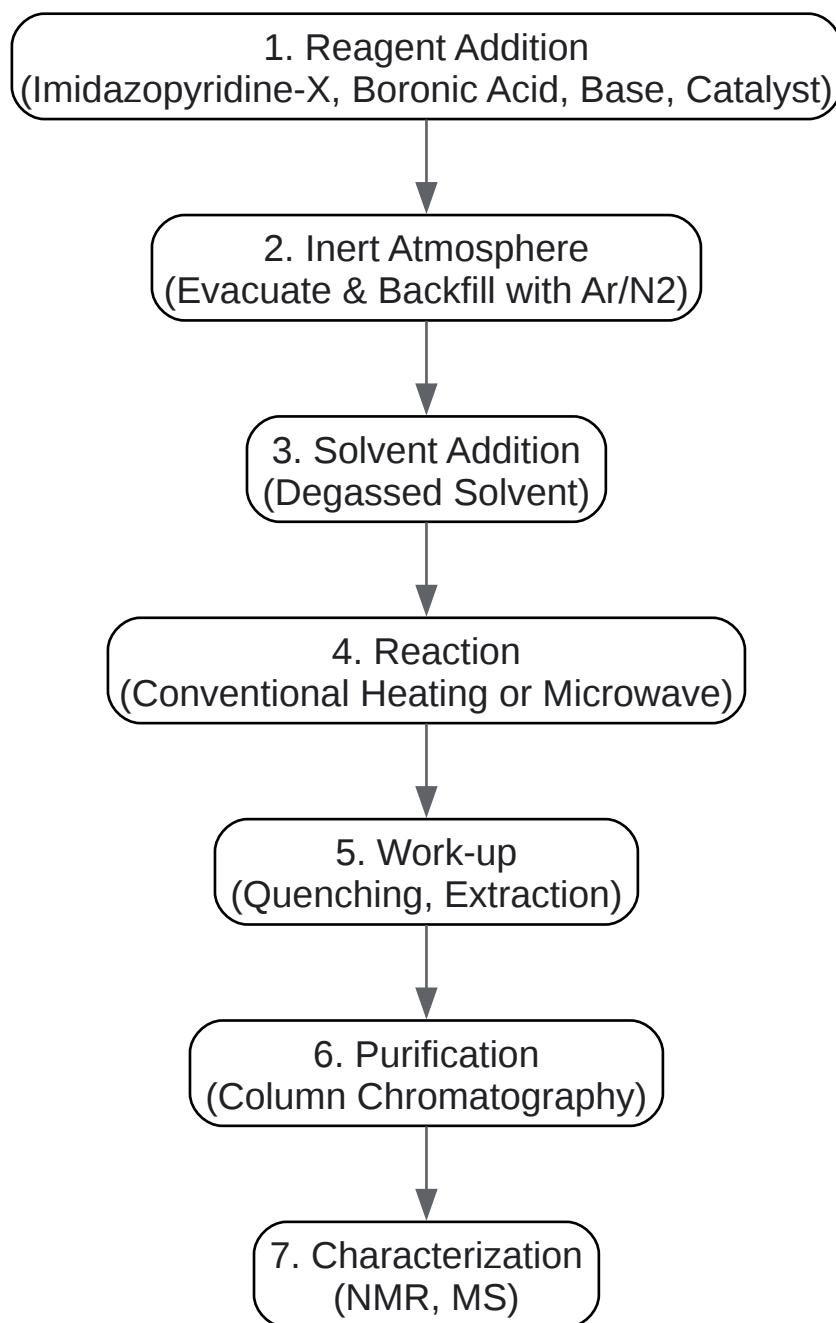 1. Reagent Addition
(Imidazopyridine-X, Boronic Acid, Base, Catalyst)
2. Inert Atmosphere
(Evacuate & Backfill with Ar/N2)
3. Solvent Addition
(Degassed Solvent)
4. Reaction
(Conventional Heating or Microwave)
5. Work-up
(Quenching, Extraction)
6. Purification
(Column Chromatography)
7. Characterization
(NMR, MS)